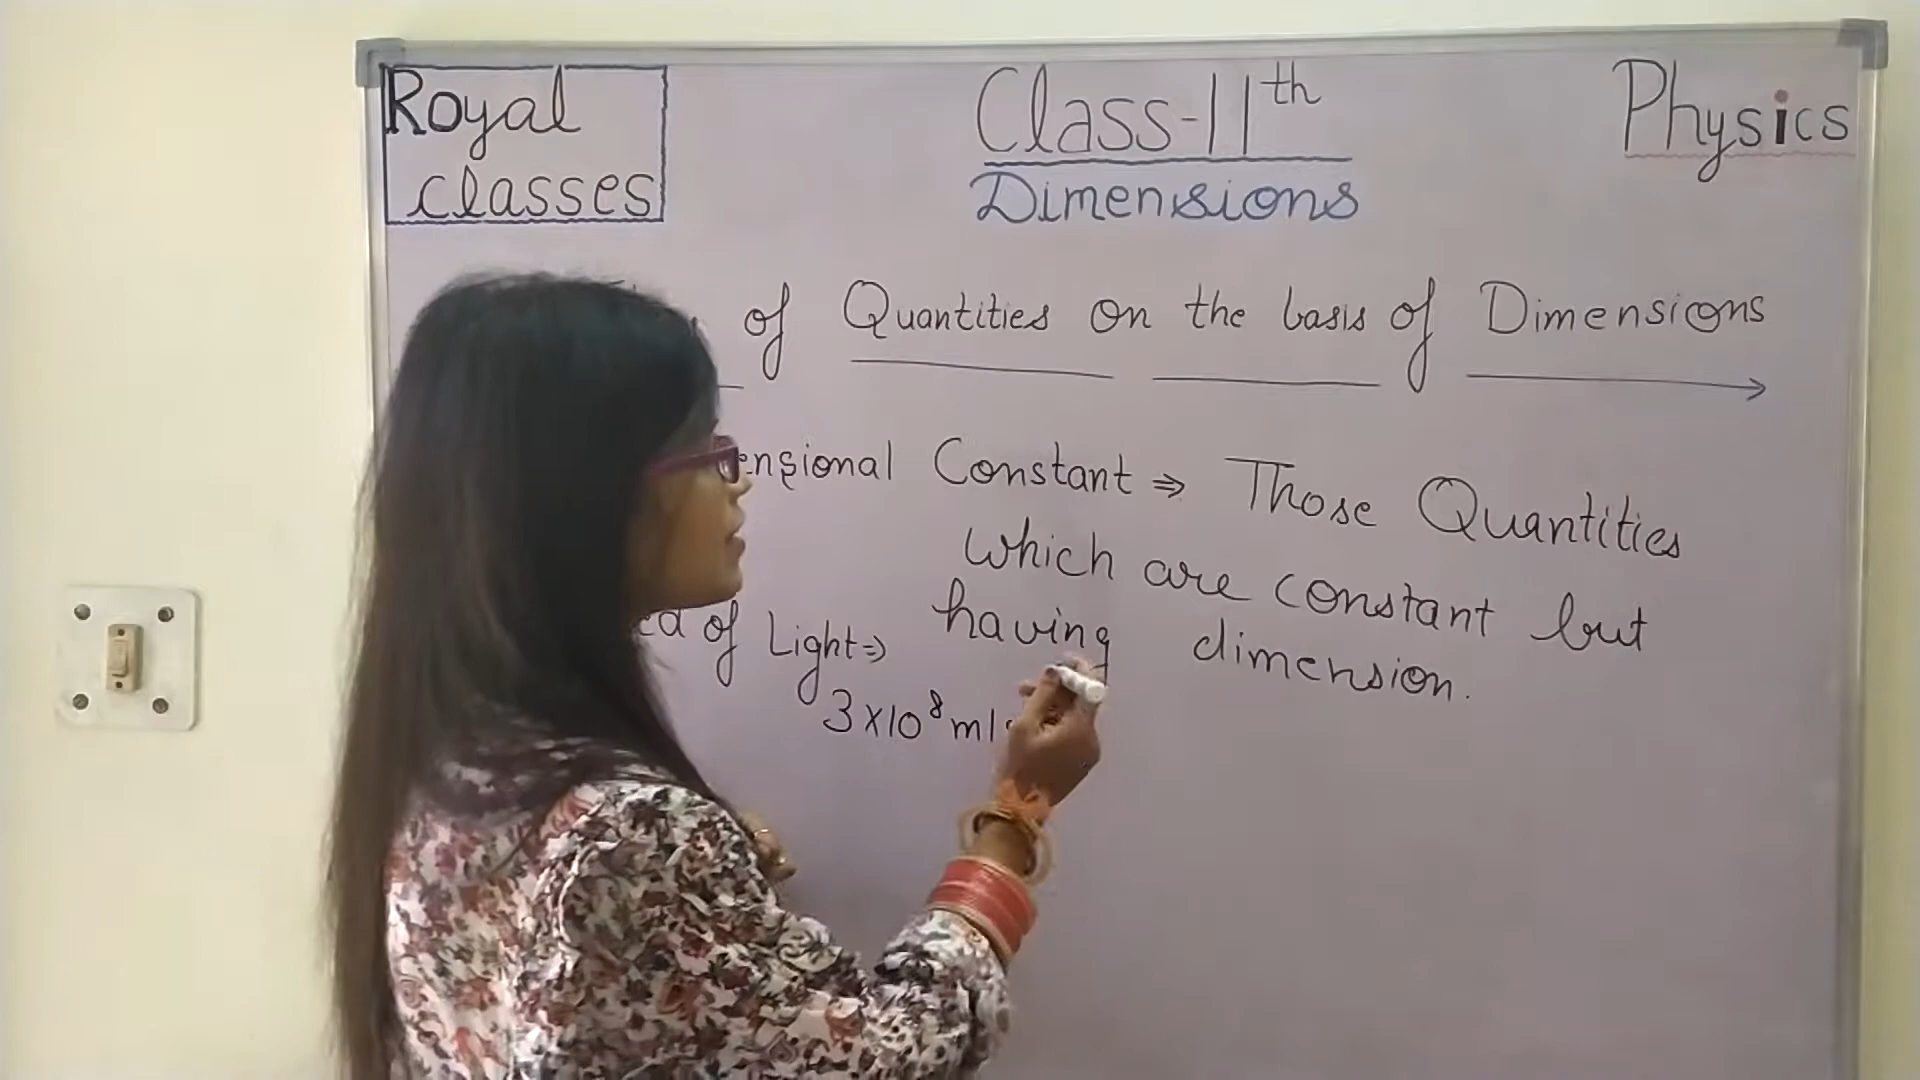 Royal
classes
Class-11th
Dimensions
Physics
of Quantities on the basis of Dimensions
ensional Constant ⇒ Those Quantities
which are constant but
having dimension.
of Light ⇒
3×10⁸ m/s